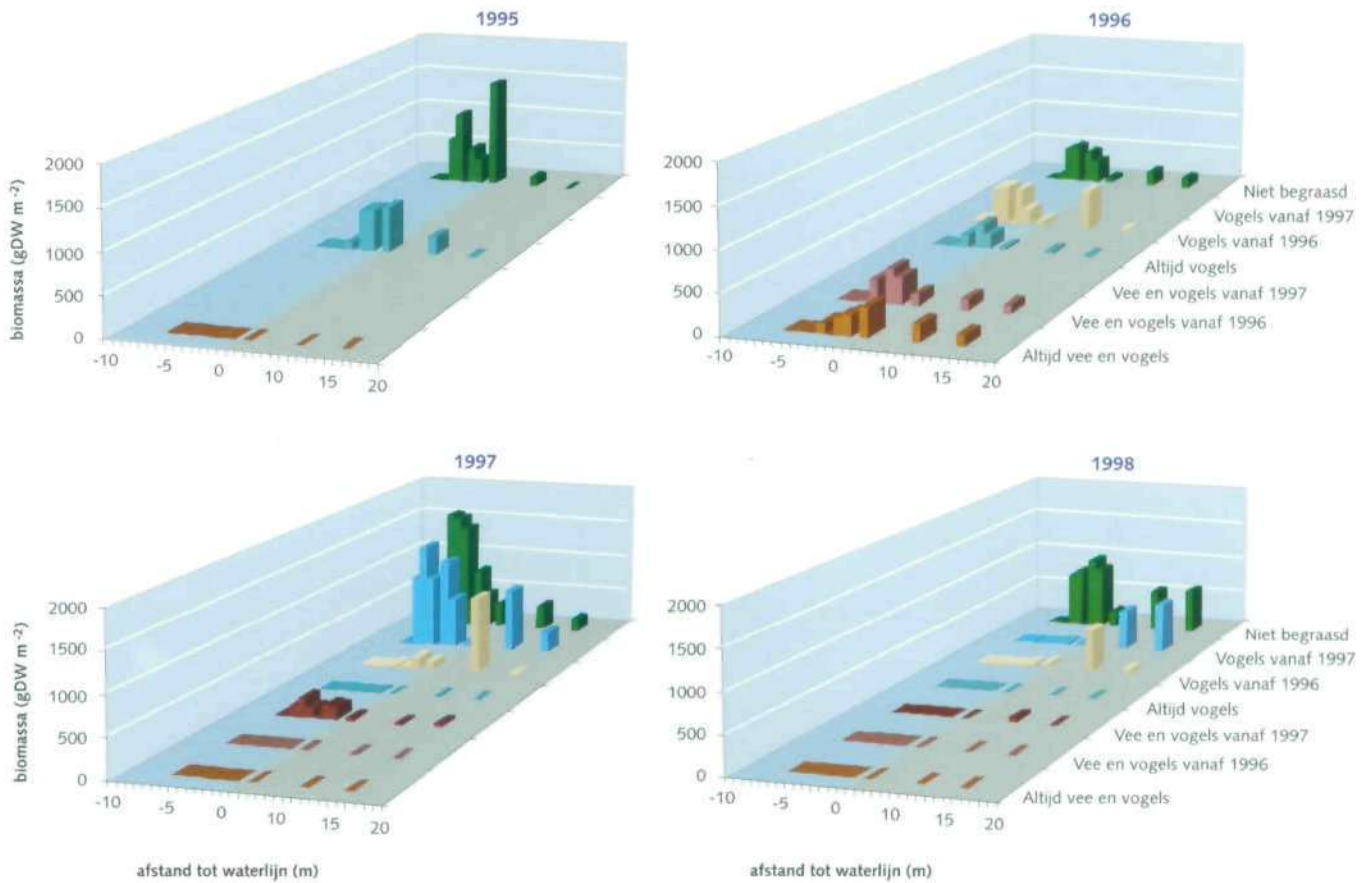 1995
biomassa (gDW m -2)
2000
1500
1000
500
0
-10
-5
0
10
15
20
1996
2000
1500
1000
500
0
-10
-5
0
10
15
20
Niet begraasd
Vogels vanaf 1997
Vogels vanaf 1996
Altijd vogels
Vee en vogels vanaf 1997
Vee en vogels vanaf 1996
Altijd vee en vogels
1997
biomassa (gDW m -2)
2000
1500
1000
500
0
-10
-5
0
10
15
20
afstand tot waterlijn (m)
1998
2000
1500
1000
500
0
-10
-5
0
10
15
20
Niet begraasd
Vogels vanaf 1997
Vogels vanaf 1996
Altijd vogels
Vee en vogels vanaf 1997
Vee en vogels vanaf 1996
Altijd vee en vogels
afstand tot waterlijn (m)